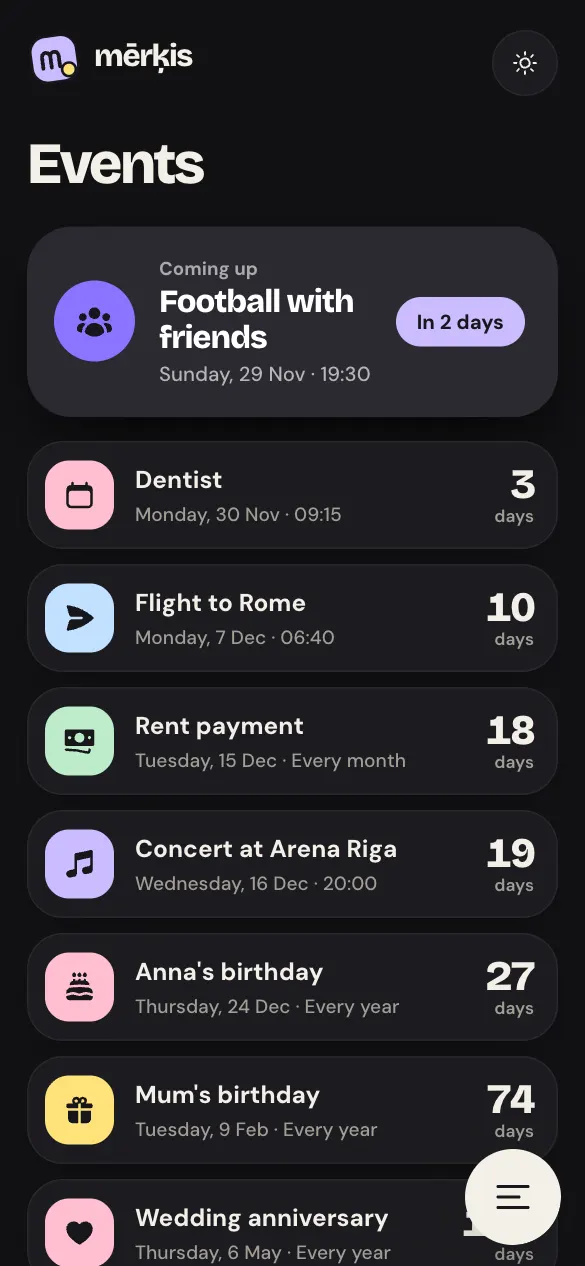 mērķis
Events
Coming up
Football with
friends
Sunday, 29 Nov · 19:30
In 2 days
Dentist
Monday, 30 Nov · 09:15
3
days
Flight to Rome
Monday, 7 Dec · 06:40
10
days
Rent payment
Tuesday, 15 Dec · Every month
18
days
Concert at Arena Riga
Wednesday, 16 Dec · 20:00
19
days
Anna's birthday
Thursday, 24 Dec · Every year
27
days
Mum's birthday
Tuesday, 9 Feb · Every year
74
days
Wedding anniversary
Thursday, 6 May · Every year
days